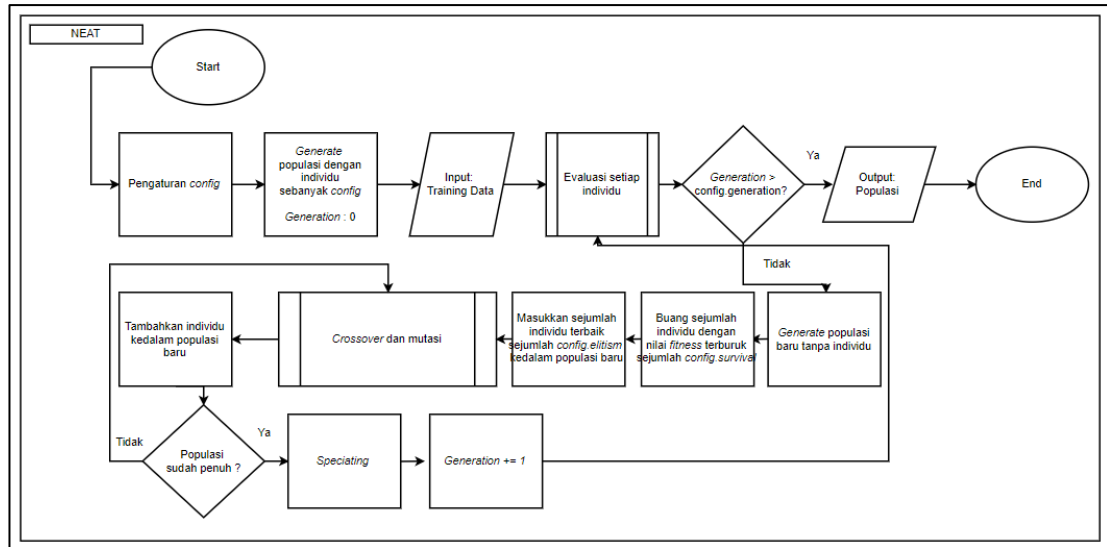 NEAT
Start
Pengaturan config
Generate
populasi dengan
individu
sebanyak config
Generation : 0
Input:
Training Data
Evaluasi setiap
individu
Generation >
config.generation?
Ya
Output:
Populasi
End
Tidak
Generate populasi
baru tanpa individu
Buang sejumlah
individu dengan
nilai fitness terburuk
sejumlah config.survival
Masukkan sejumlah
individu terbaik
sejumlah config.elitism
kedalam populasi baru
Crossover dan mutasi
Tambahkan individu
kedalam populasi
baru
Tidak
Populasi
sudah penuh ?
Ya
Speciating
Generation += 1